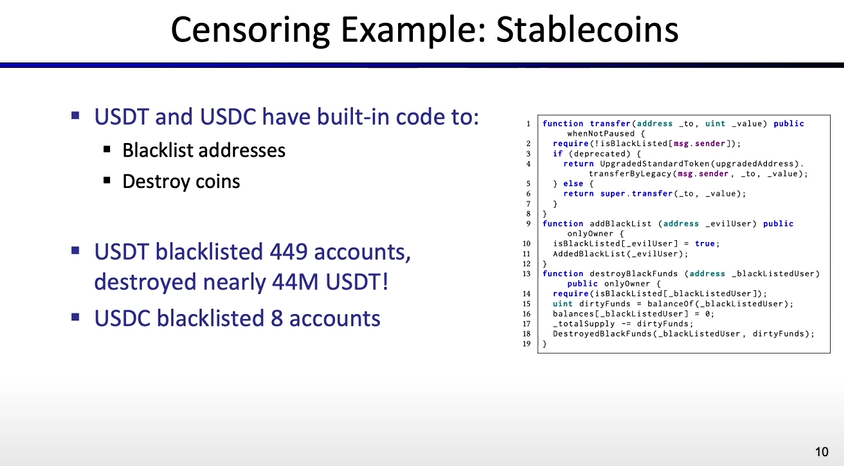 Censoring Example: Stablecoins
▪ USDT and USDC have built-in code to:
▪ Blacklist addresses
▪ Destroy coins
▪ USDT blacklisted 449 accounts,
destroyed nearly 44M USDT!
▪ USDC blacklisted 8 accounts
1 function transfer(address _to, uint _value) public
whenNotPaused {
2 require(!isBlackListed[msg.sender]);
3 if (deprecated) {
4 return UpgradedStandardToken(upgradedAddress).
transferByLegacy(msg.sender, _to, _value);
5 } else {
6 return super.transfer(_to, _value);
7 }
8 }
9 function addBlackList (address _evilUser) public
onlyOwner {
10 isBlackListed[_evilUser] = true;
11 AddedBlackList(_evilUser);
12 }
13 function destroyBlackFunds (address _blackListedUser)
public onlyOwner {
14 require(isBlackListed[_blackListedUser]);
15 uint dirtyFunds = balanceOf(_blackListedUser);
16 balances[_blackListedUser] = 0;
17 _totalSupply -= dirtyFunds;
18 DestroyedBlackFunds(_blackListedUser, dirtyFunds);
19 }
10